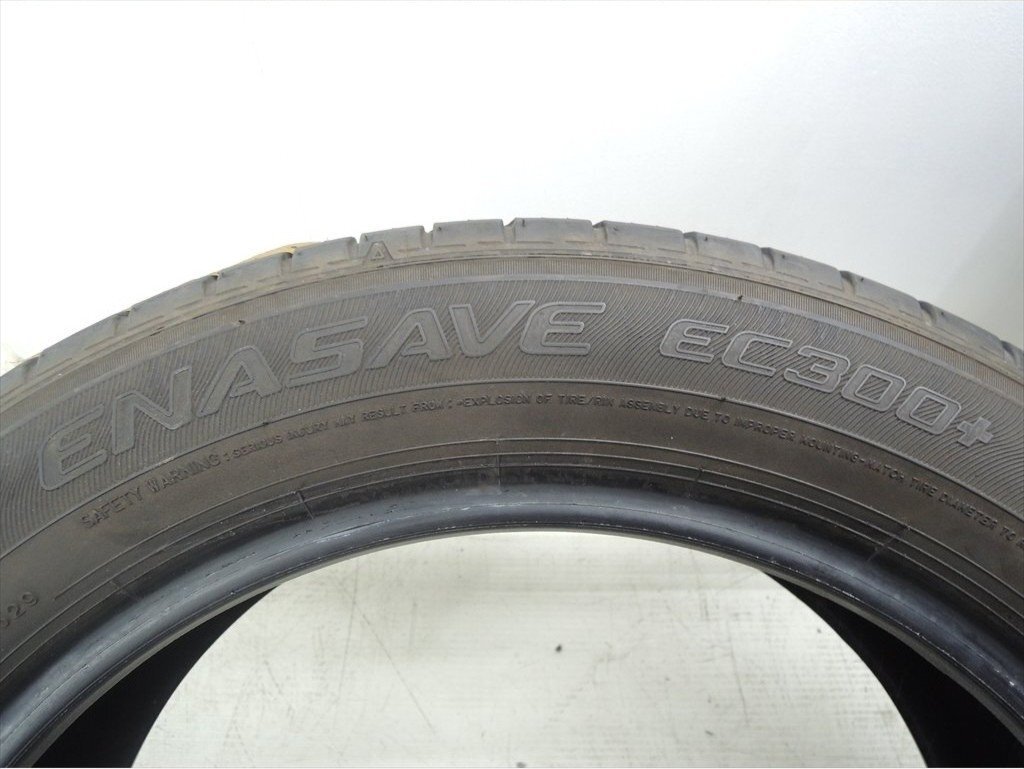 ENASAVE EC300+
SAFETY WARNING : SERIOUS INJURY MAY RESULT FROM : •EXPLOSION OF TIRE/RIM ASSEMBLY DUE TO IMPROPER MOUNTING-MATCH TIRE DIAMETER TO